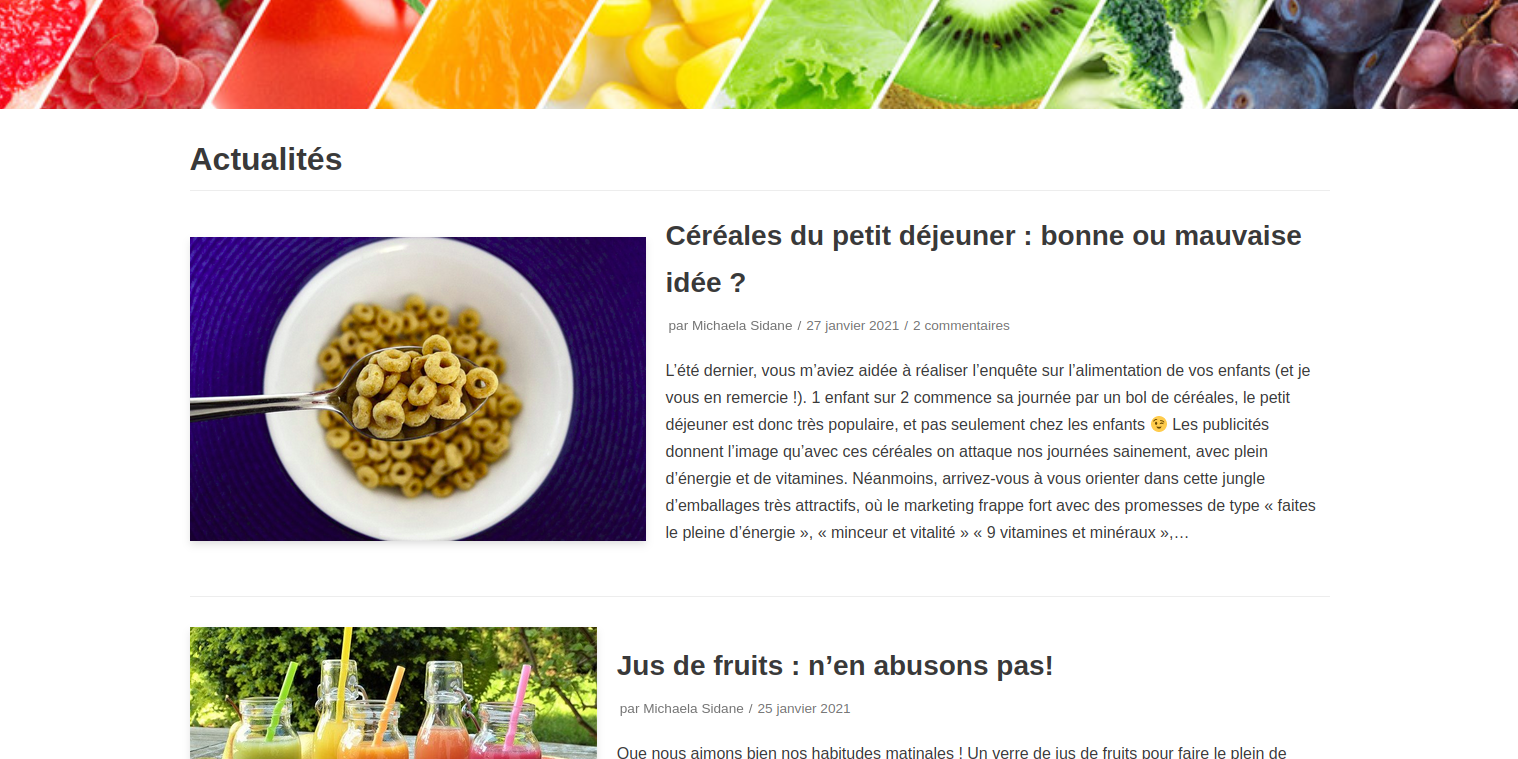 Actualités
Céréales du petit déjeuner : bonne ou mauvaise
idée ?
par Michaela Sidane / 27 janvier 2021 / 2 commentaires
L’été dernier, vous m’aviez aidée à réaliser l’enquête sur l’alimentation de vos enfants (et je
vous en remercie !). 1 enfant sur 2 commence sa journée par un bol de céréales, le petit
déjeuner est donc très populaire, et pas seulement chez les enfants 😉 Les publicités
donnent l’image qu’avec ces céréales on attaque nos journées sainement, avec plein
d’énergie et de vitamines. Néanmoins, arrivez-vous à vous orienter dans cette jungle
d’emballages très attractifs, où le marketing frappe fort avec des promesses de type « faites
le pleine d’énergie », « minceur et vitalité » « 9 vitamines et minéraux »,…
Jus de fruits : n’en abusons pas!
par Michaela Sidane / 25 janvier 2021
Que nous aimons bien nos habitudes matinales ! Un verre de jus de fruits pour faire le plein de